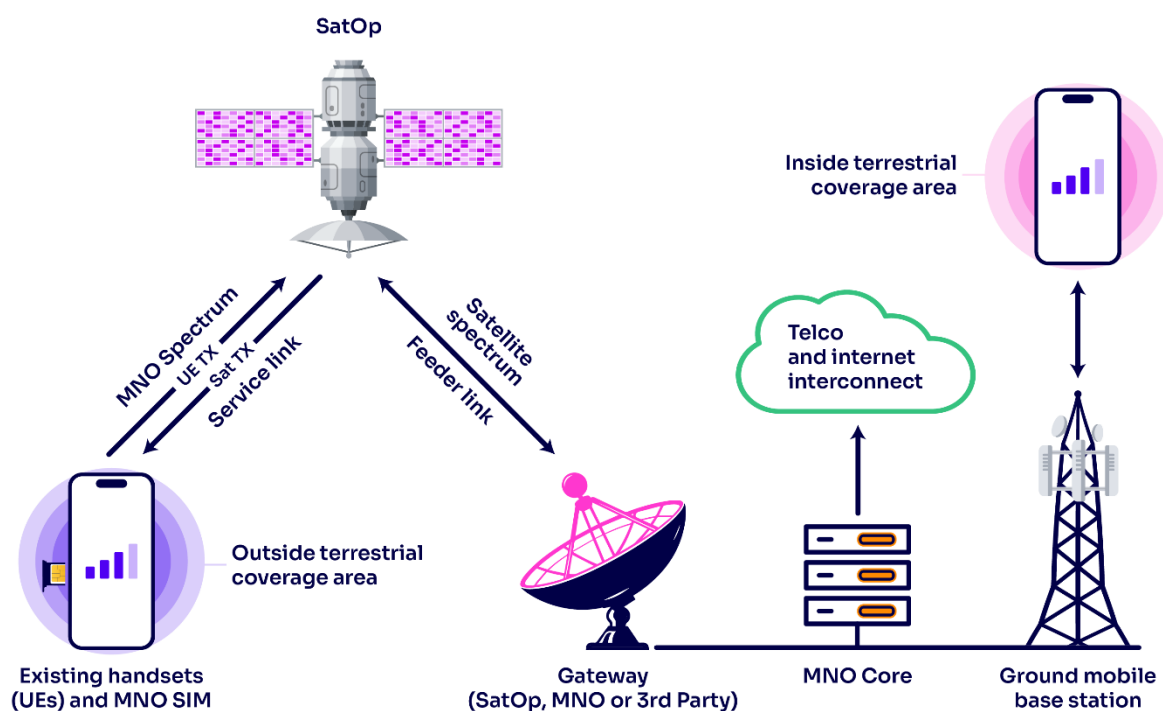 SatOp
Inside terrestrial
coverage area
MNO Spectrum
UE TX
Sat TX
Service link
Satellite
spectrum
Feeder link
Telco
and internet
interconnect
Outside terrestrial
coverage area
Existing handsets
(UEs) and MNO SIM
Gateway
(SatOp, MNO or 3rd Party)
MNO Core
Ground mobile
base station